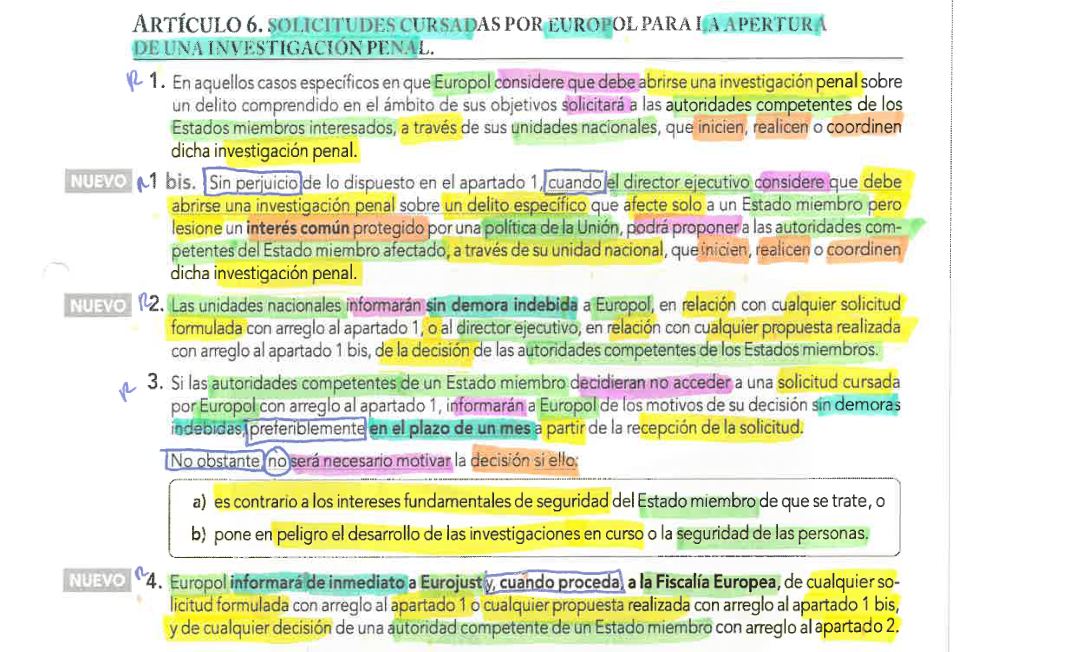 ARTÍCULO 6. SOLICITUDES CURSADAS POR EUROPOL PARA LA APERTURA
DE UNA INVESTIGACIÓN PENAL.
1. En aquellos casos específicos en que Europol considere que debe abrirse una investigación penal sobre
un delito comprendido en el ámbito de sus objetivos solicitará a las autoridades competentes de los
Estados miembros interesados, a través de sus unidades nacionales, que inicien, realicen o coordinen
dicha investigación penal.
NUEVO 1 bis. Sin perjuicio de lo dispuesto en el apartado 1, cuando el director ejecutivo considere que debe
abrirse una investigación penal sobre un delito específico que afecte solo a un Estado miembro pero
lesione un interés común protegido por una política de la Unión, podrá proponer a las autoridades com-
petentes del Estado miembro afectado, a través de su unidad nacional, que inicien, realicen o coordinen
dicha investigación penal.
NUEVO 2. Las unidades nacionales informarán sin demora indebida a Europol, en relación con cualquier solicitud
formulada con arreglo al apartado 1, o al director ejecutivo, en relación con cualquier propuesta realizada
con arreglo al apartado 1 bis, de la decisión de las autoridades competentes de los Estados miembros.
3. Si las autoridades competentes de un Estado miembro decidieran no acceder a una solicitud cursada
por Europol con arreglo al apartado 1, informarán a Europol de los motivos de su decisión sin demoras
indebidas, preferiblemente en el plazo de un mes a partir de la recepción de la solicitud.
No obstante, no será necesario motivar la decisión si ello:
a) es contrario a los intereses fundamentales de seguridad del Estado miembro de que se trate, o
b) pone en peligro el desarrollo de las investigaciones en curso o la seguridad de las personas.
NUEVO 4. Europol informará de inmediato a Eurojust y, cuando proceda, a la Fiscalía Europea, de cualquier so-
licitud formulada con arreglo al apartado 1 o cualquier propuesta realizada con arreglo al apartado 1 bis,
y de cualquier decisión de una autoridad competente de un Estado miembro con arreglo al apartado 2.